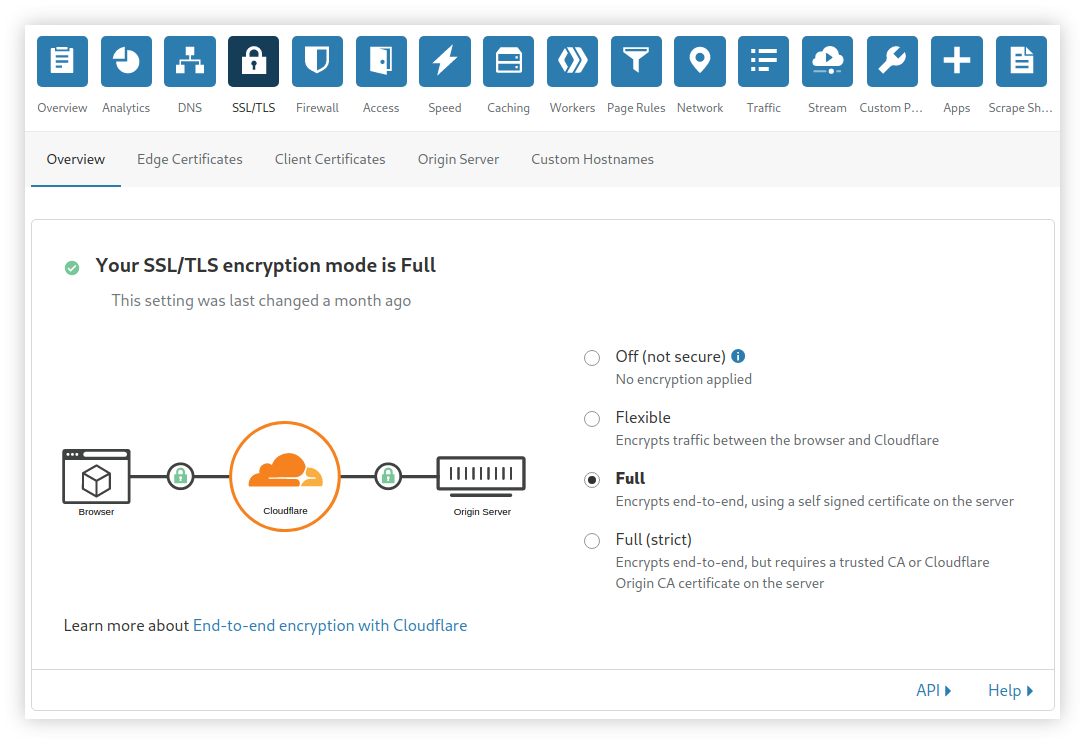 Overview Analytics DNS SSL/TLS Firewall Access Speed Caching Workers Page Rules Network Traffic Stream Custom P... Apps Scrape Sh...
Overview Edge Certificates Client Certificates Origin Server Custom Hostnames
Your SSL/TLS encryption mode is Full
This setting was last changed a month ago
Browser
Cloudflare
Origin Server
Off (not secure)
No encryption applied
Flexible
Encrypts traffic between the browser and Cloudflare
Full
Encrypts end-to-end, using a self signed certificate on the server
Full (strict)
Encrypts end-to-end, but requires a trusted CA or Cloudflare
Origin CA certificate on the server
Learn more about End-to-end encryption with Cloudflare
API Help